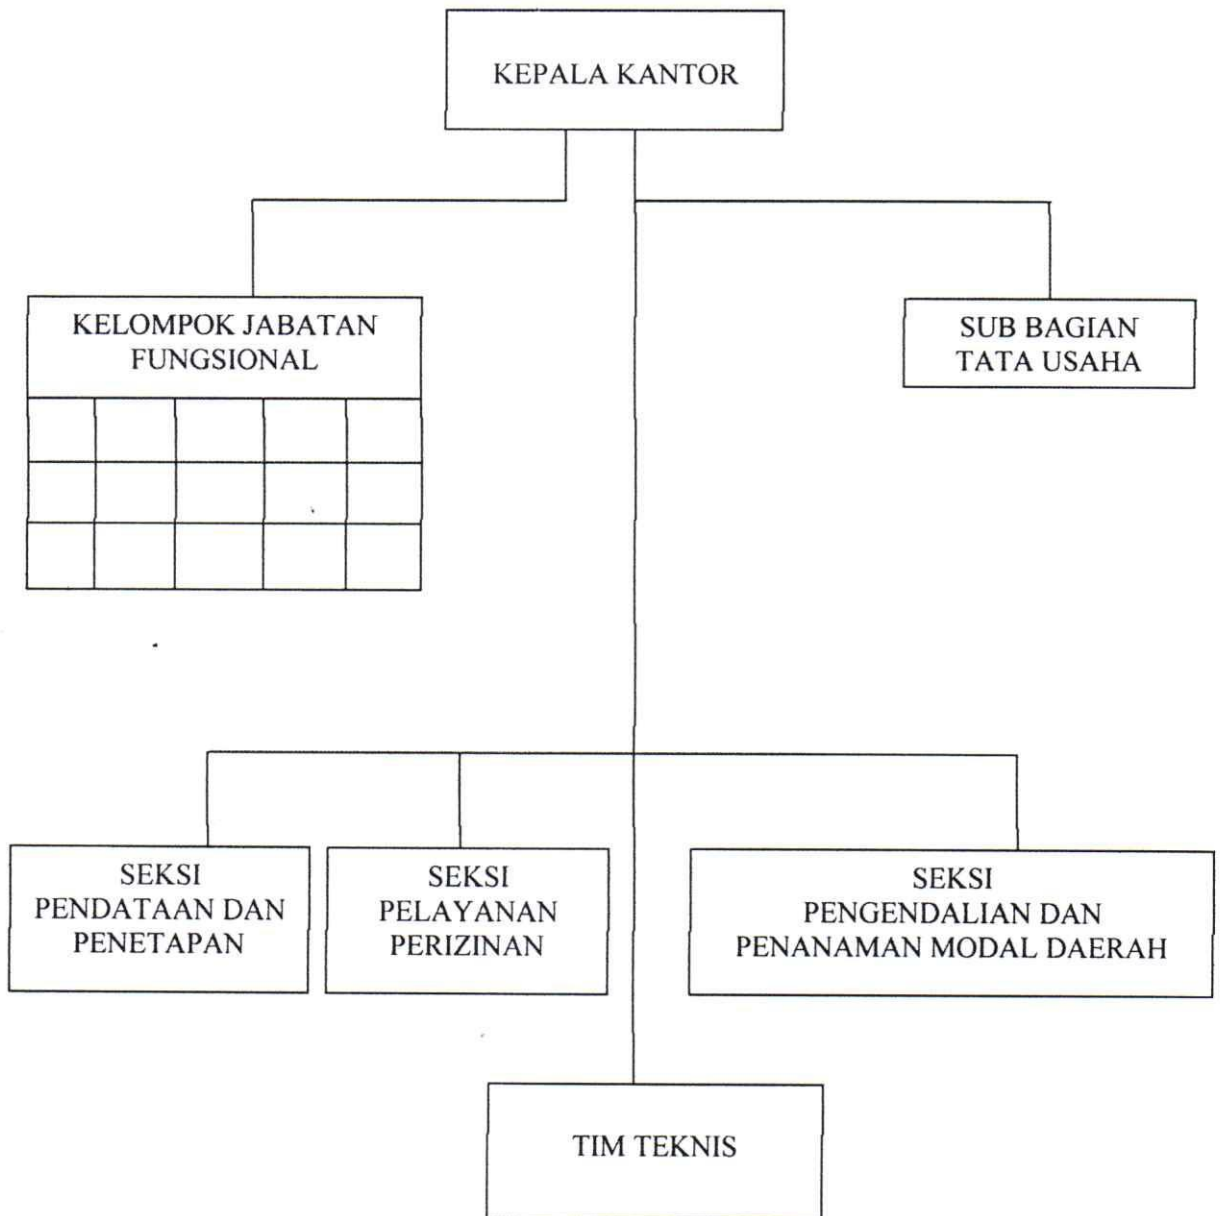 KEPALA KANTOR
KELOMPOK JABATAN
FUNGSIONAL
SUB BAGIAN
TATA USAHA
SEKSI
PENDATAAN DAN
PENETAPAN
SEKSI
PELAYANAN
PERIZINAN
SEKSI
PENGENDALIAN DAN
PENANAMAN MODAL DAERAH
TIM TEKNIS